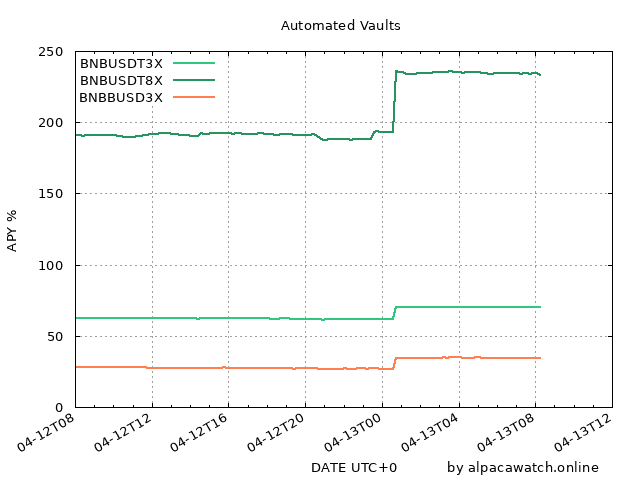 Automated Vaults
BNBUSDT3X
BNBUSDT8X
BNBBUSD3X
250
200
150
100
50
0
APY %
04-12T08
04-12T12
04-12T16
04-12T20
04-13T00
04-13T04
04-13T08
04-13T12
DATE UTC+0
by alpacawatch.online